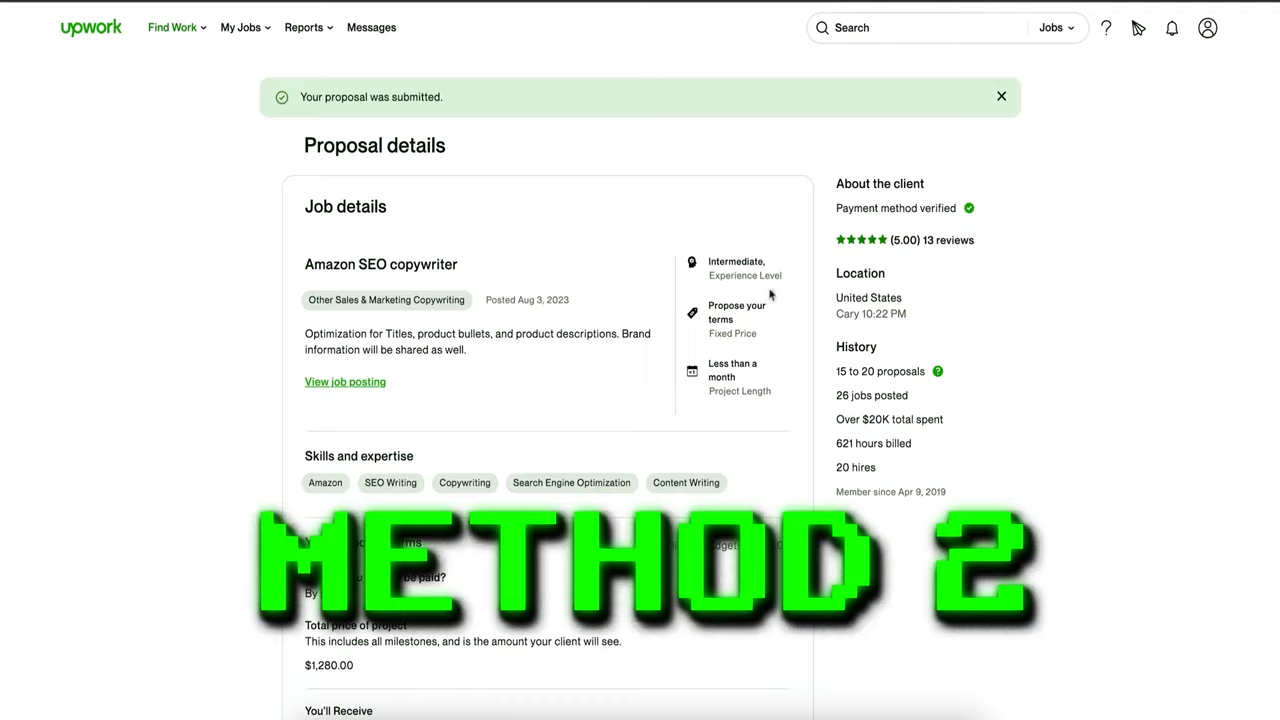 upwork
Find Work
My Jobs
Reports
Messages
Search
Jobs
Your proposal was submitted.
Proposal details
Job details
Amazon SEO copywriter
Other Sales & Marketing Copywriting
Posted Aug 3, 2023
Optimization for Titles, product bullets, and product descriptions. Brand
information will be shared as well.
View job posting
Intermediate,
Experience Level
Propose your
terms
Fixed Price
Less than a
month
Project Length
Skills and expertise
Amazon
SEO Writing
Copywriting
Search Engine Optimization
Content Writing
METHOD 2
be paid?
By
Total price of project
This includes all milestones, and is the amount your client will see.
$1,280.00
You'll Receive
About the client
Payment method verified
(5.00) 13 reviews
Location
United States
Cary 10:22 PM
History
15 to 20 proposals
26 jobs posted
Over $20K total spent
621 hours billed
20 hires
Member since Apr 9, 2019